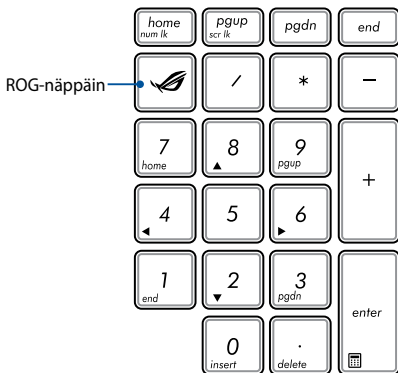 home pgup pgdn end
num lk scr lk
ROG-näppäin / * −
7 8 9
home pgup
+
4 5 6
1 2 3
end pgdn
enter
0 .
insert delete